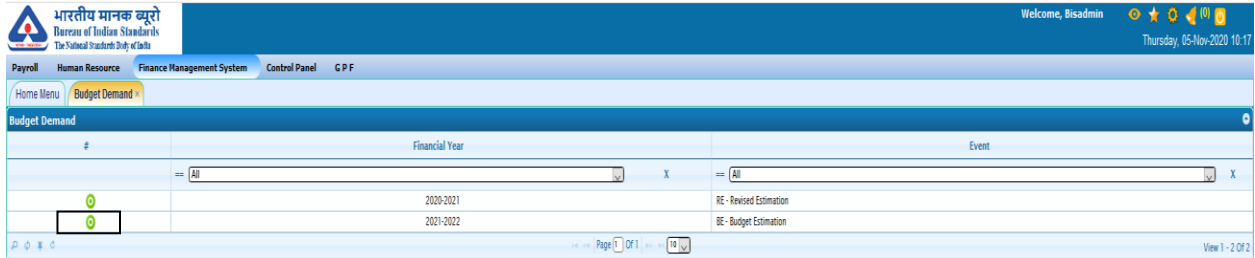 भारतीय मानक ब्यूरो
Bureau of Indian Standards
The National Standards Body of India
Welcome, Bisadmin (0)
Thursday, 05-Nov-2020 10:17
Payroll Human Resource Finance Management System Control Panel G P F
Home Menu Budget Demand ×
Budget Demand
# Financial Year Event
== All X == All X
2020-2021 RE - Revised Estimation
2021-2022 BE - Budget Estimation
Page 1 Of 1 10 View 1 - 2 Of 2